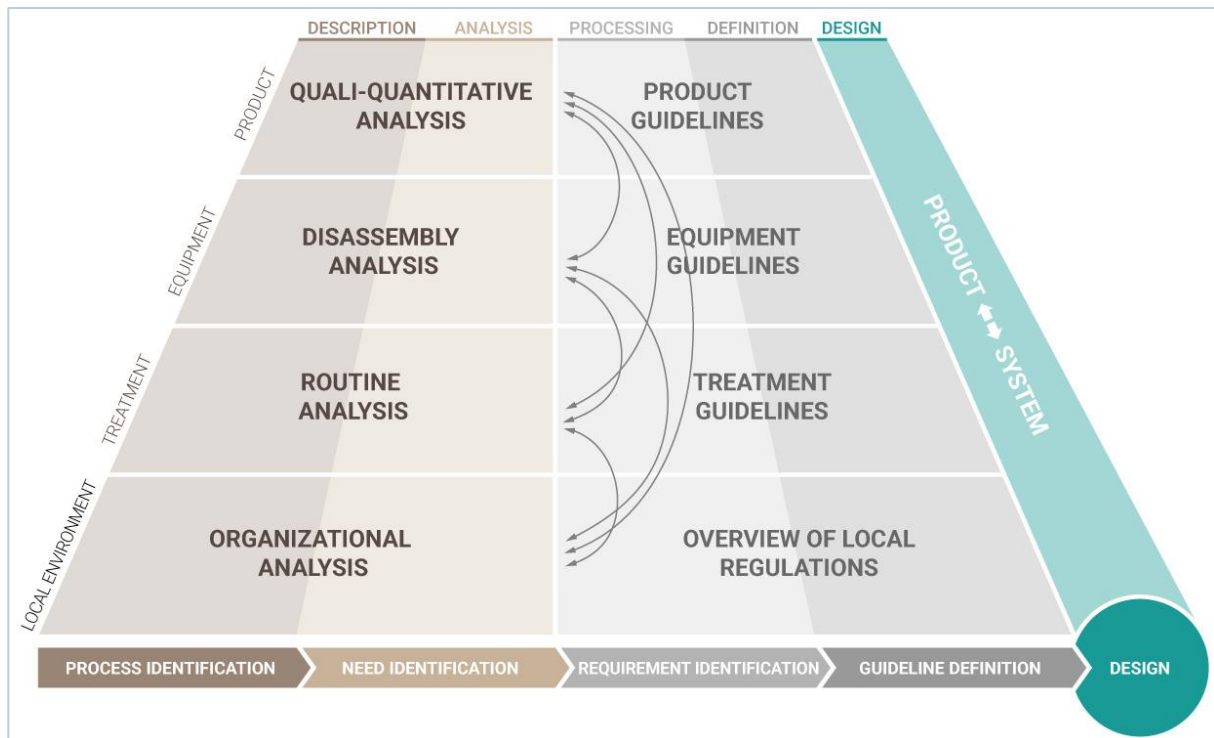 DESCRIPTION
ANALYSIS
PROCESSING
DEFINITION
DESIGN
PRODUCT
QUALI-QUANTITATIVE
ANALYSIS
PRODUCT
GUIDELINES
EQUIPMENT
DISASSEMBLY
ANALYSIS
EQUIPMENT
GUIDELINES
TREATMENT
ROUTINE
ANALYSIS
TREATMENT
GUIDELINES
LOCAL ENVIRONMENT
ORGANIZATIONAL
ANALYSIS
OVERVIEW OF LOCAL
REGULATIONS
PRODUCT SYSTEM
PROCESS IDENTIFICATION
NEED IDENTIFICATION
REQUIREMENT IDENTIFICATION
GUIDELINE DEFINITION
DESIGN